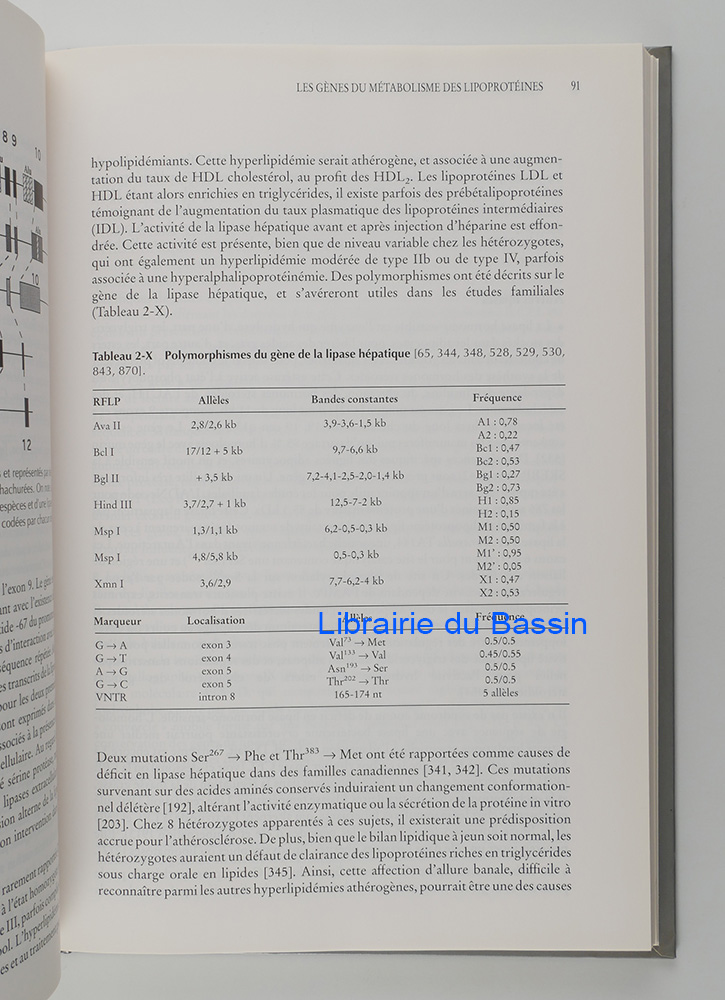 LES GÈNES DU MÉTABOLISME DES LIPOPROTÉINES 91
hypolipidémiants. Cette hyperlipidémie serait athérogène, et associée à une augmen-
tation du taux de HDL cholestérol, au profit des HDL₂. Les lipoprotéines LDL et
HDL étant alors enrichies en triglycérides, il existe parfois des prébétalipoprotéines
témoignant de l'augmentation du taux plasmatique des lipoprotéines intermédiaires
(IDL). L'activité de la lipase hépatique avant et après injection d'héparine est effon-
drée. Cette activité est présente, bien que de niveau variable chez les hétérozygotes,
qui ont également un hyperlipidémie modérée de type IIb ou de type IV, parfois
associée à une hyperalphalipoprotéinémie. Des polymorphismes ont été décrits sur le
gène de la lipase hépatique, et s'avéreront utiles dans les études familiales
(Tableau 2-X).
Tableau 2-X Polymorphismes du gène de la lipase hépatique [65, 344, 348, 528, 529, 530,
843, 870].
RFLP Allèles Bandes constantes Fréquence
Ava II 2,8/2,6 kb 3,9-3,6-1,5 kb A1 : 0,78
A2 : 0,22
Bcl I 17/12 + 5 kb 9,7-6,6 kb Bc1 : 0,47
Bc2 : 0,53
Bgl II + 3,5 kb 7,2-4,1-2,5-2,0-1,4 kb Bg1 : 0,27
Bg2 : 0,73
Hind III 3,7/2,7 + 1 kb 12,5-7-2 kb H1 : 0,85
H2 : 0,15
Msp I 1,3/1,1 kb 6,2-0,5-0,3 kb M1 : 0,50
M2 : 0,50
Msp I 4,8/5,8 kb 0,5-0,3 kb M1' : 0,95
M2' : 0,05
Xmn I 3,6/2,9 7,7-6,2-4 kb X1 : 0,47
X2 : 0,53
Marqueur Localisation Allèles Fréquence
Librairie du Bassin
G → A exon 3 Val⁷³ → Met 0.5/0.5
G → T exon 4 Val¹³³ → Val 0.45/0.55
A → G exon 5 Asn¹⁹³ → Ser 0.5/0.5
G → C exon 5 Thr²⁰² → Thr 0.5/0.5
VNTR intron 8 165-174 nt 5 allèles
Deux mutations Ser²⁶⁷ → Phe et Thr³⁸³ → Met ont été rapportées comme causes de
déficit en lipase hépatique dans des familles canadiennes [341, 342]. Ces mutations
survenant sur des acides aminés conservés induiraient un changement conformation-
nel délétère [192], altérant l'activité enzymatique ou la sécrétion de la protéine in vitro
[203]. Chez 8 hétérozygotes apparentés à ces sujets, il existerait une prédisposition
accrue pour l'athérosclérose. De plus, bien que le bilan lipidique à jeun soit normal, les
hétérozygotes auraient un défaut de clairance des lipoprotéines riches en triglycérides
sous charge orale en lipides [345]. Ainsi, cette affection d'allure banale, difficile à
reconnaître parmi les autres hyperlipidémies athérogènes, pourrait être une des causes